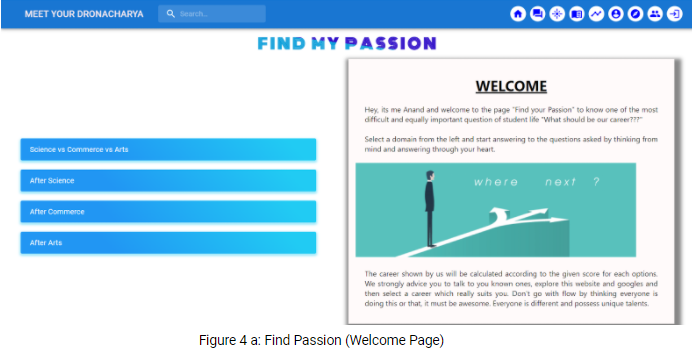 MEET YOUR DRONACHARYA
Search...
FIND MY PASSION
Science vs Commerce vs Arts
After Science
After Commerce
After Arts
WELCOME
Hey, its me Anand and welcome to the page "Find your Passion" to know one of the most
difficult and equally important question of student life "What should be our career???"
Select a domain from the left and start answering to the questions asked by thinking from
mind and answering through your heart.
where next ?
The career shown by us will be calculated according to the given score for each options.
We strongly advice you to talk to you known ones, explore this website and googles and
then select a career which really suits you. Don't go with flow by thinking everyone is
doing this or that, it must be awesome. Everyone is different and possess unique talents.
Figure 4 a: Find Passion (Welcome Page)